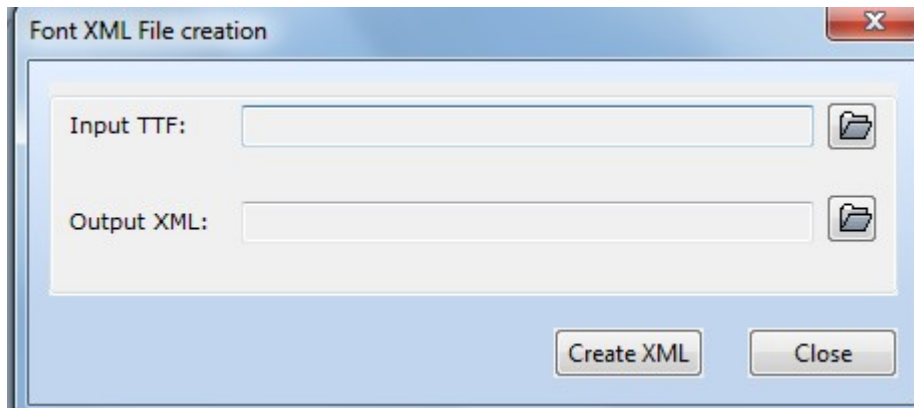 Font XML File creation
Input TTF:
Output XML:
Create XML Close